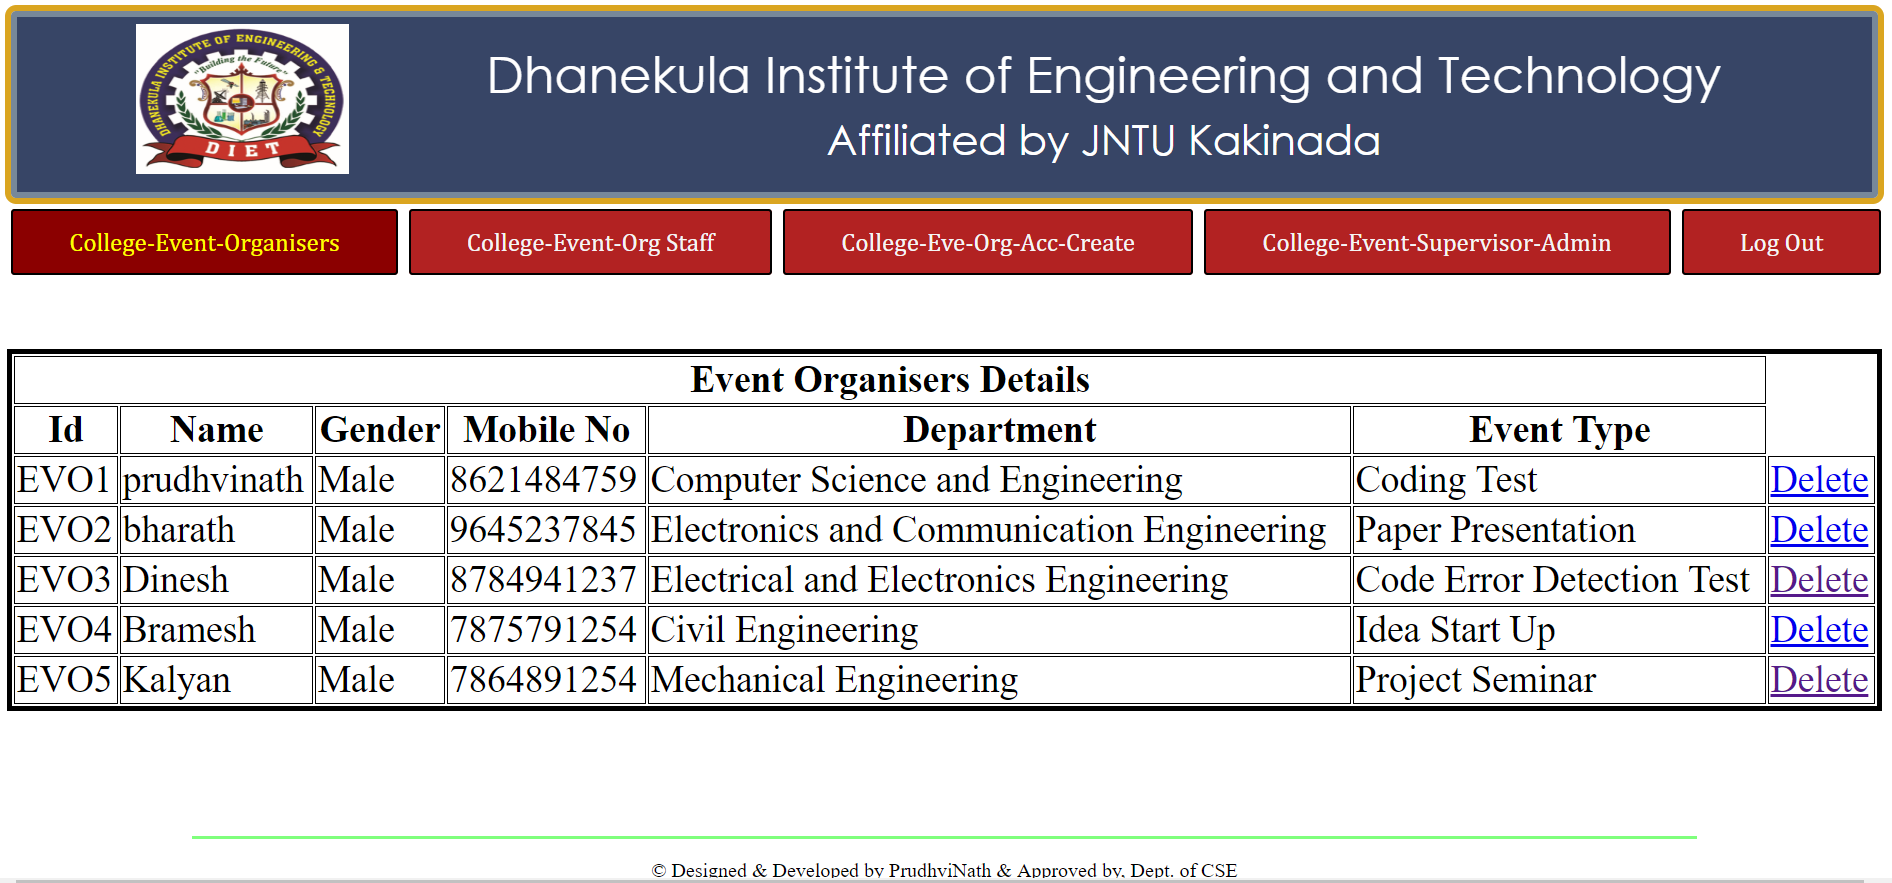 DHANEKULA INSTITUTE OF ENGINEERING & TECHNOLOGY
"Building the Future"
DIET
Dhanekula Institute of Engineering and Technology
Affiliated by JNTU Kakinada
College-Event-Organisers College-Event-Org Staff College-Eve-Org-Acc-Create College-Event-Supervisor-Admin Log Out
Event Organisers Details
Id Name Gender Mobile No Department Event Type
EVO1 prudhvinath Male 8621484759 Computer Science and Engineering Coding Test Delete
EVO2 bharath Male 9645237845 Electronics and Communication Engineering Paper Presentation Delete
EVO3 Dinesh Male 8784941237 Electrical and Electronics Engineering Code Error Detection Test Delete
EVO4 Bramesh Male 7875791254 Civil Engineering Idea Start Up Delete
EVO5 Kalyan Male 7864891254 Mechanical Engineering Project Seminar Delete
© Designed & Developed by PrudhviNath & Approved by, Dept. of CSE